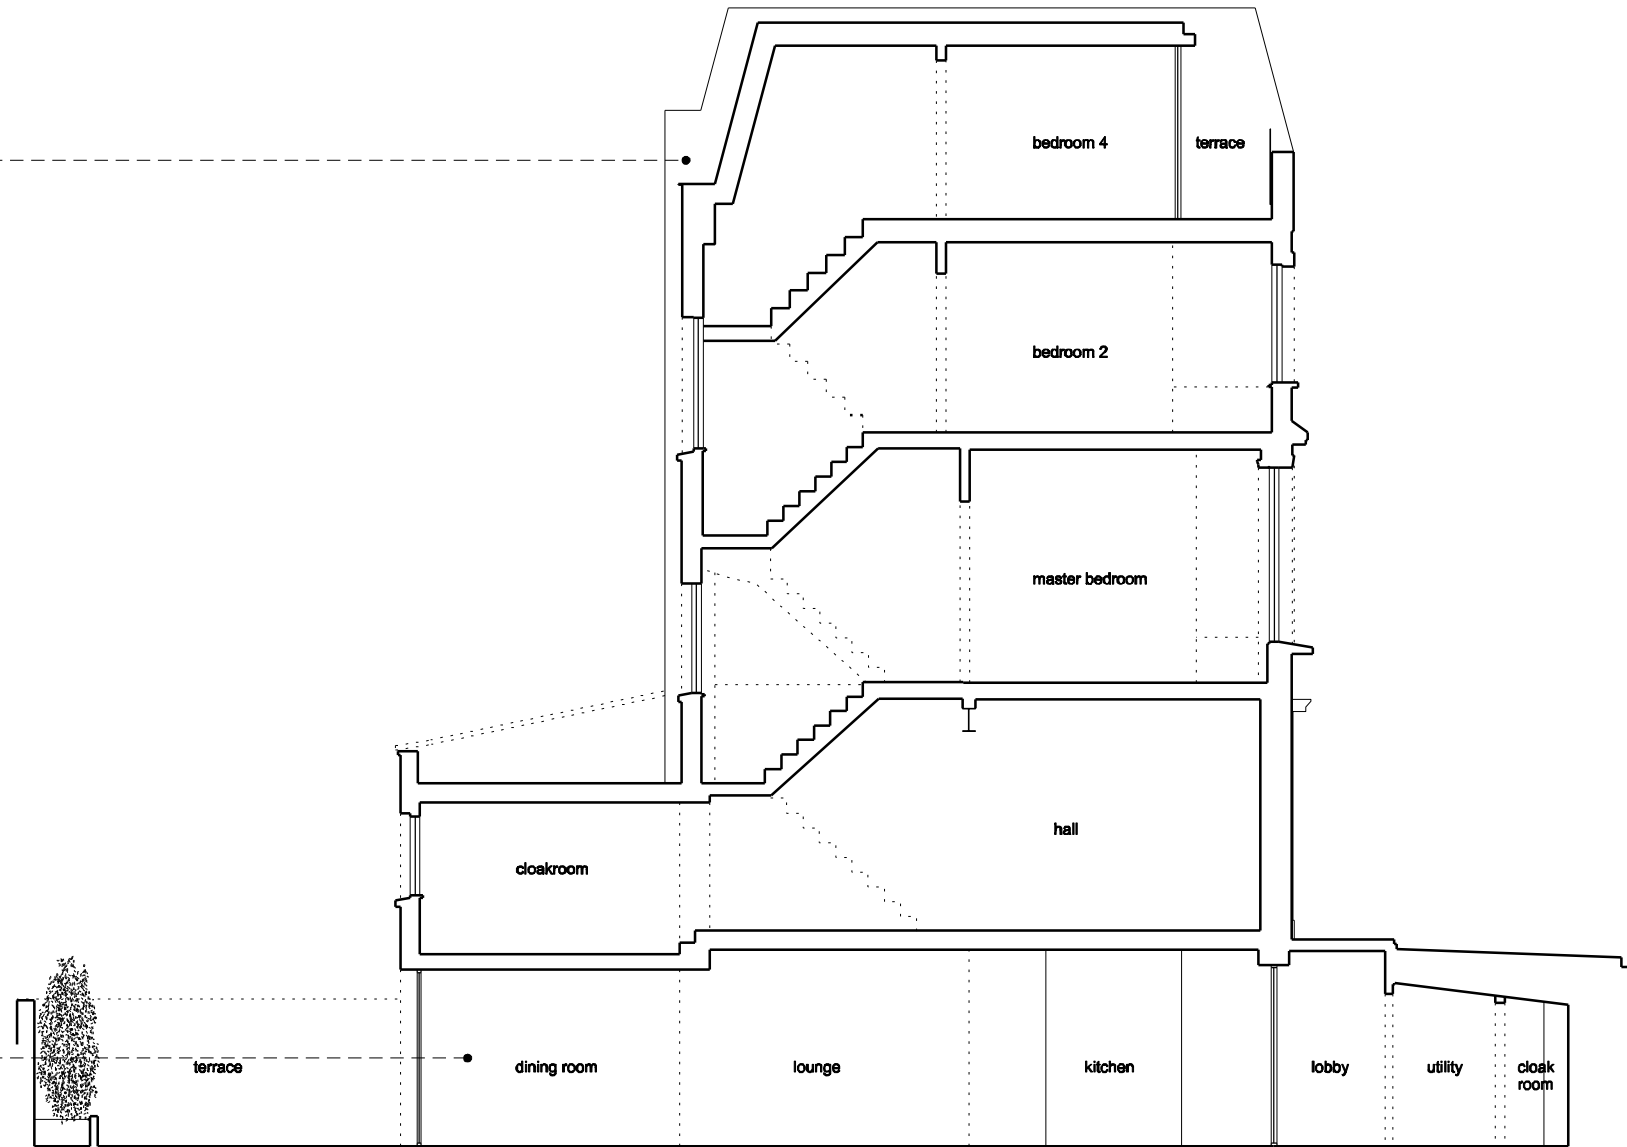 bedroom 4
terrace
bedroom 2
master bedroom
hall
cloakroom
terrace
dining room
lounge
kitchen
lobby
utility
cloak
room